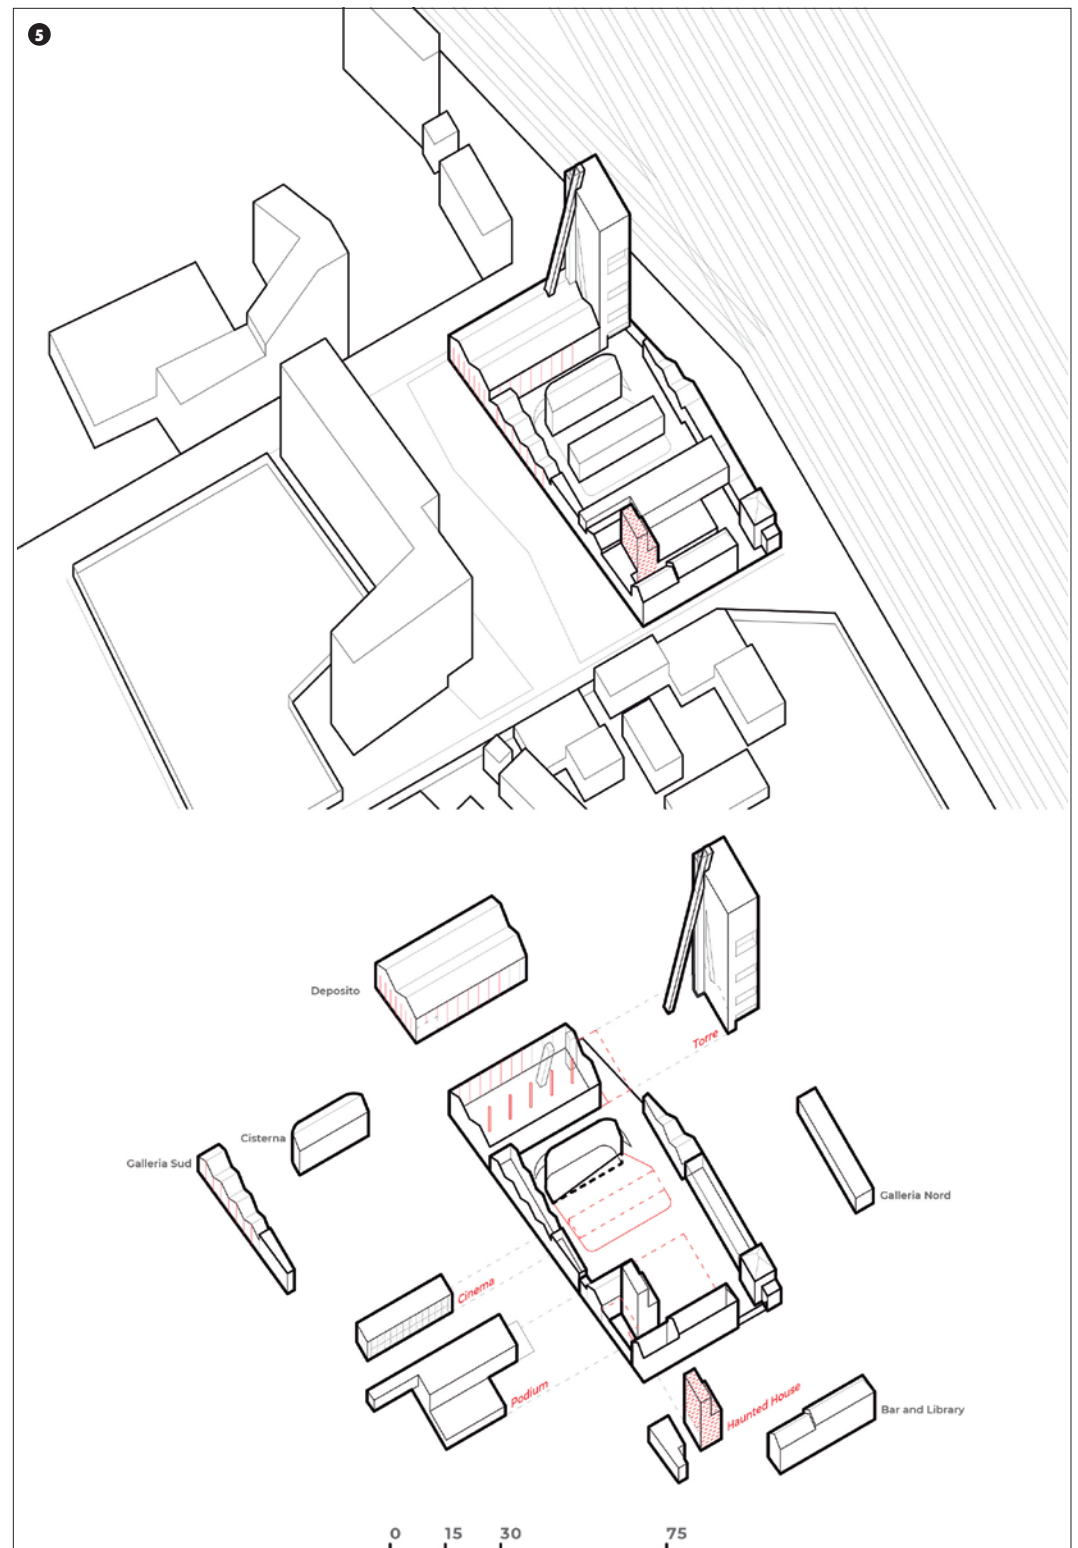 5
Deposito
Torre
Cisterna
Galleria Sud
Galleria Nord
Cinema
Podium
Haunted House
Bar and Library
0 15 30 75